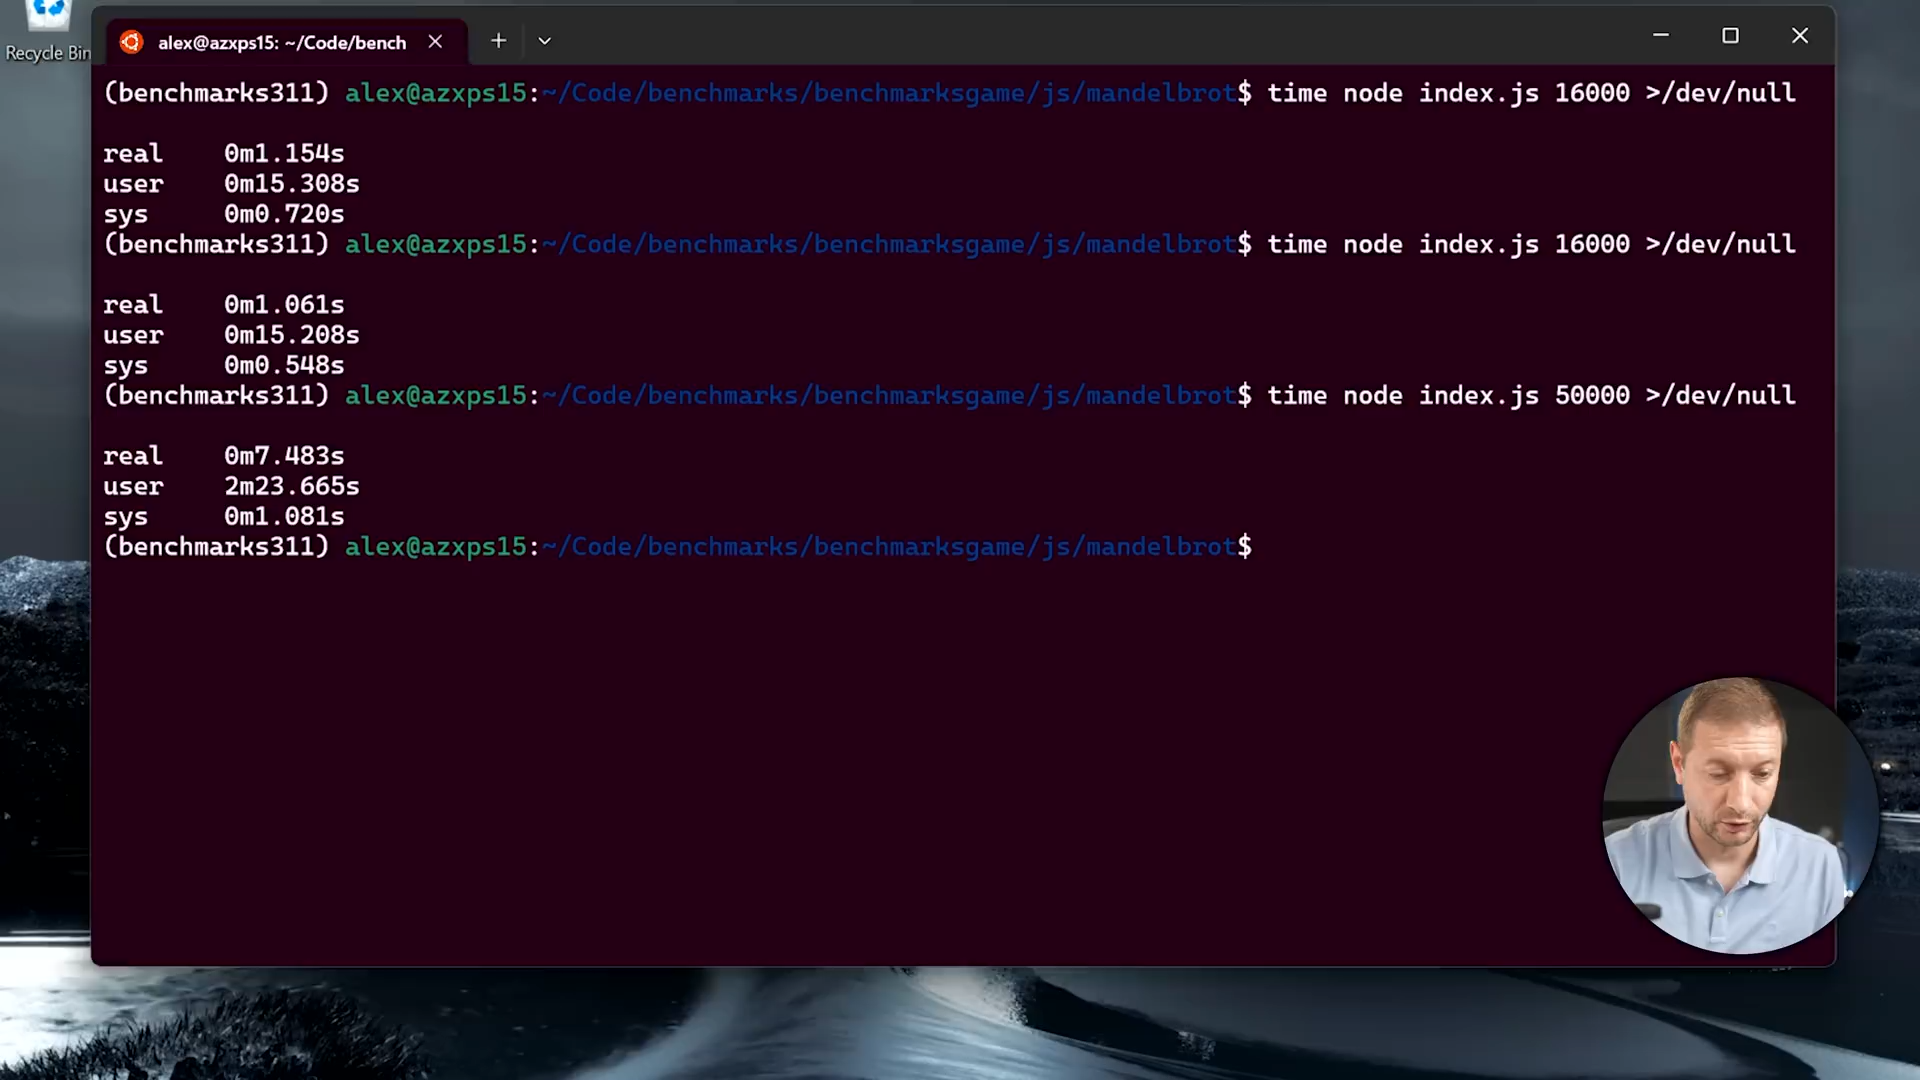 Recycle Bin
alex@azxps15: ~/Code/bench
(benchmarks311) alex@azxps15:~/Code/benchmarks/benchmarksgame/js/mandelbrot$ time node index.js 16000 >/dev/null
real 0m1.154s
user 0m15.308s
sys 0m0.720s
(benchmarks311) alex@azxps15:~/Code/benchmarks/benchmarksgame/js/mandelbrot$ time node index.js 16000 >/dev/null
real 0m1.061s
user 0m15.208s
sys 0m0.548s
(benchmarks311) alex@azxps15:~/Code/benchmarks/benchmarksgame/js/mandelbrot$ time node index.js 50000 >/dev/null
real 0m7.483s
user 2m23.665s
sys 0m1.081s
(benchmarks311) alex@azxps15:~/Code/benchmarks/benchmarksgame/js/mandelbrot$